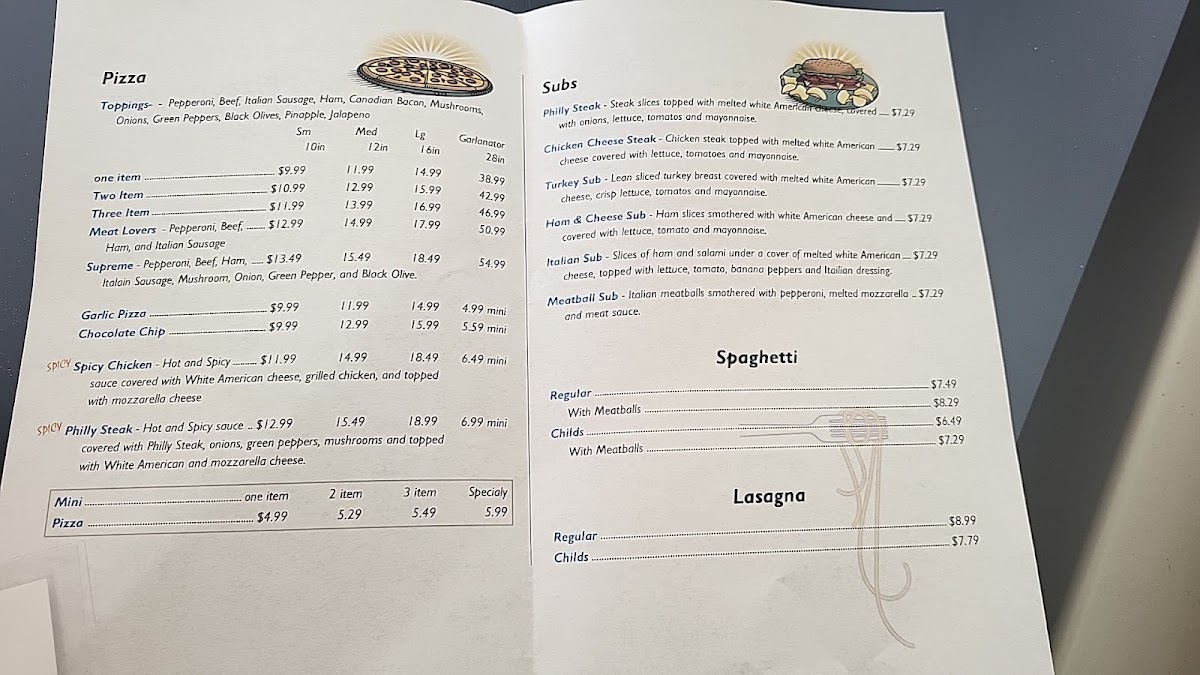 Pizza
Toppings- - Pepperoni, Beef, Italian Sausage, Ham, Canadian Bacon, Mushrooms,
Onions, Green Peppers, Black Olives, Pinapple, Jalapeno
Sm Med Lg Garlanator
10in 12in 16in 28in
one item $9.99 11.99 14.99 38.99
Two Item $10.99 12.99 15.99 42.99
Three Item $11.99 13.99 16.99 46.99
Meat Lovers - Pepperoni, Beef, $12.99 14.99 17.99 50.99
Ham, and Italian Sausage
Supreme - Pepperoni, Beef, Ham, $13.49 15.49 18.49 54.99
Italain Sausage, Mushroom, Onion, Green Pepper, and Black Olive.
Garlic Pizza $9.99 11.99 14.99 4.99 mini
Chocolate Chip $9.99 12.99 15.99 5.59 mini
SPICY Spicy Chicken - Hot and Spicy $11.99 14.99 18.49 6.49 mini
sauce covered with White American cheese, grilled chicken, and topped
with mozzarella cheese
SPICY Philly Steak - Hot and Spicy sauce .. $12.99 15.49 18.99 6.99 mini
covered with Philly Steak, onions, green peppers, mushrooms and topped
with White American and mozzarella cheese.
Mini one item 2 item 3 item Specialy
Pizza $4.99 5.29 5.49 5.99
Subs
Philly Steak - Steak slices topped with melted white American cheese, covered $7.29
with onions, lettuce, tomatos and mayonnaise.
Chicken Cheese Steak - Chicken steak topped with melted white American $7.29
cheese covered with lettuce, tomatoes and mayonnaise.
Turkey Sub - Lean sliced turkey breast covered with melted white American $7.29
cheese, crisp lettuce, tomatos and mayonnaise.
Ham & Cheese Sub - Ham slices smothered with white American cheese and $7.29
covered with lettuce, tomato and mayonnaise.
Italian Sub - Slices of ham and salami under a cover of melted white American $7.29
cheese, topped with lettuce, tomato, banana peppers and Itailian dressing.
Meatball Sub - Italian meatballs smothered with pepperoni, melted mozzarella .. $7.29
and meat sauce.
Spaghetti
Regular $7.49
With Meatballs $8.29
Childs $6.49
With Meatballs $7.29
Lasagna
Regular $8.99
Childs $7.79